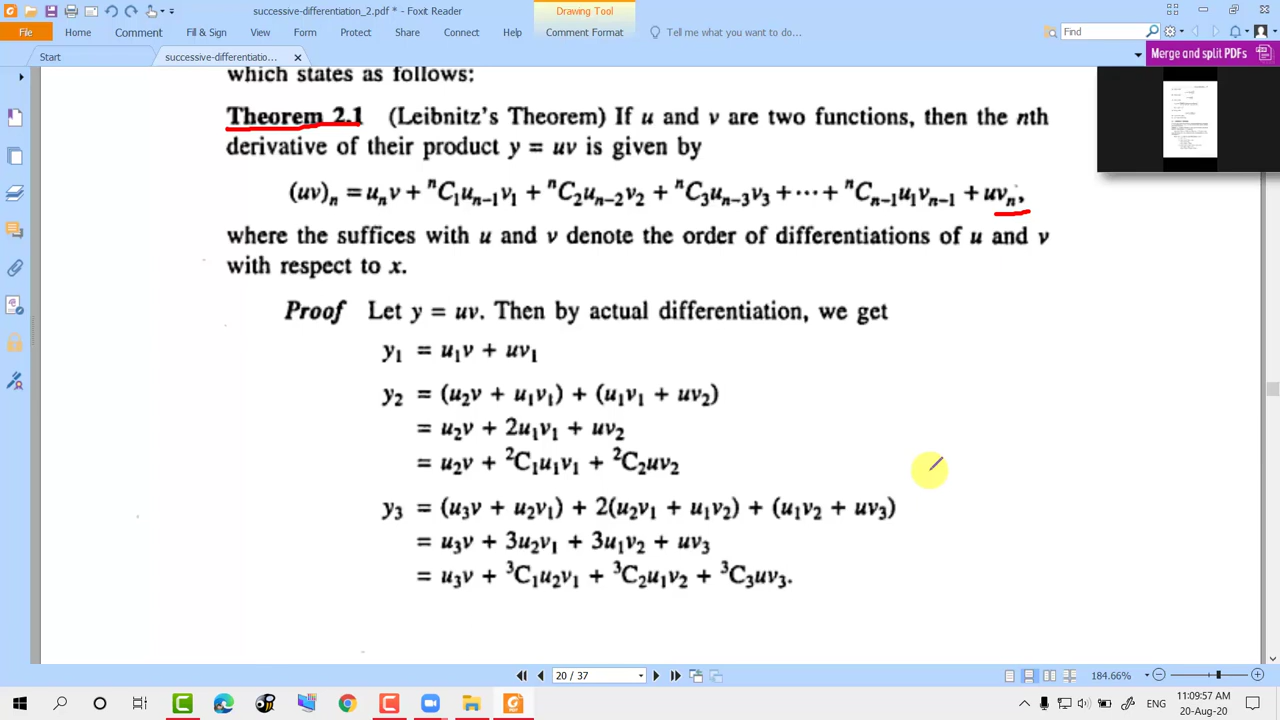 successive-differentiation_2.pdf * - Foxit Reader
Drawing Tool
File Home Comment Fill & Sign View Form Protect Share Connect Help Comment Format Tell me what you want to do... Find
Start successive-differentiatio... Merge and split PDFs
which states as follows:
Theorem 2.1 (Leibnitz's Theorem) If u and v are two functions, then the nth
derivative of their product y = uv is given by
(uv)ₙ = uₙv + ⁿC₁uₙ₋₁v₁ + ⁿC₂uₙ₋₂v₂ + ⁿC₃uₙ₋₃v₃ + ⋯ + ⁿCₙ₋₁u₁vₙ₋₁ + uvₙ,
where the suffices with u and v denote the order of differentiations of u and v
with respect to x.
Proof Let y = uv. Then by actual differentiation, we get
y₁ = u₁v + uv₁
y₂ = (u₂v + u₁v₁) + (u₁v₁ + uv₂)
= u₂v + 2u₁v₁ + uv₂
= u₂v + ²C₁u₁v₁ + ²C₂uv₂
y₃ = (u₃v + u₂v₁) + 2(u₂v₁ + u₁v₂) + (u₁v₂ + uv₃)
= u₃v + 3u₂v₁ + 3u₁v₂ + uv₃
= u₃v + ³C₁u₂v₁ + ³C₂u₁v₂ + ³C₃uv₃.
20 / 37 184.66%
ENG
11:09:57 AM
20-Aug-20